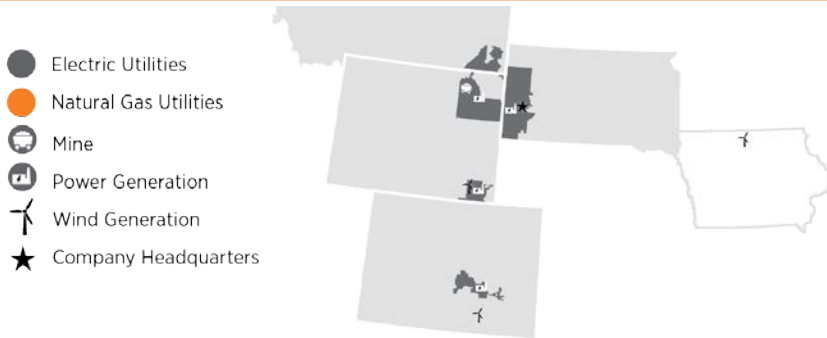 Electric Utilities
Natural Gas Utilities
Mine
Power Generation
Wind Generation
Company Headquarters